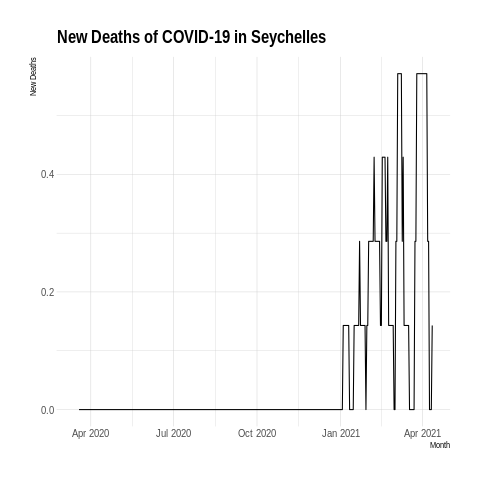 New Deaths of COVID-19 in Seychelles
New Deaths
0.4
0.2
0.0
Apr 2020 Jul 2020 Oct 2020 Jan 2021 Apr 2021
Month